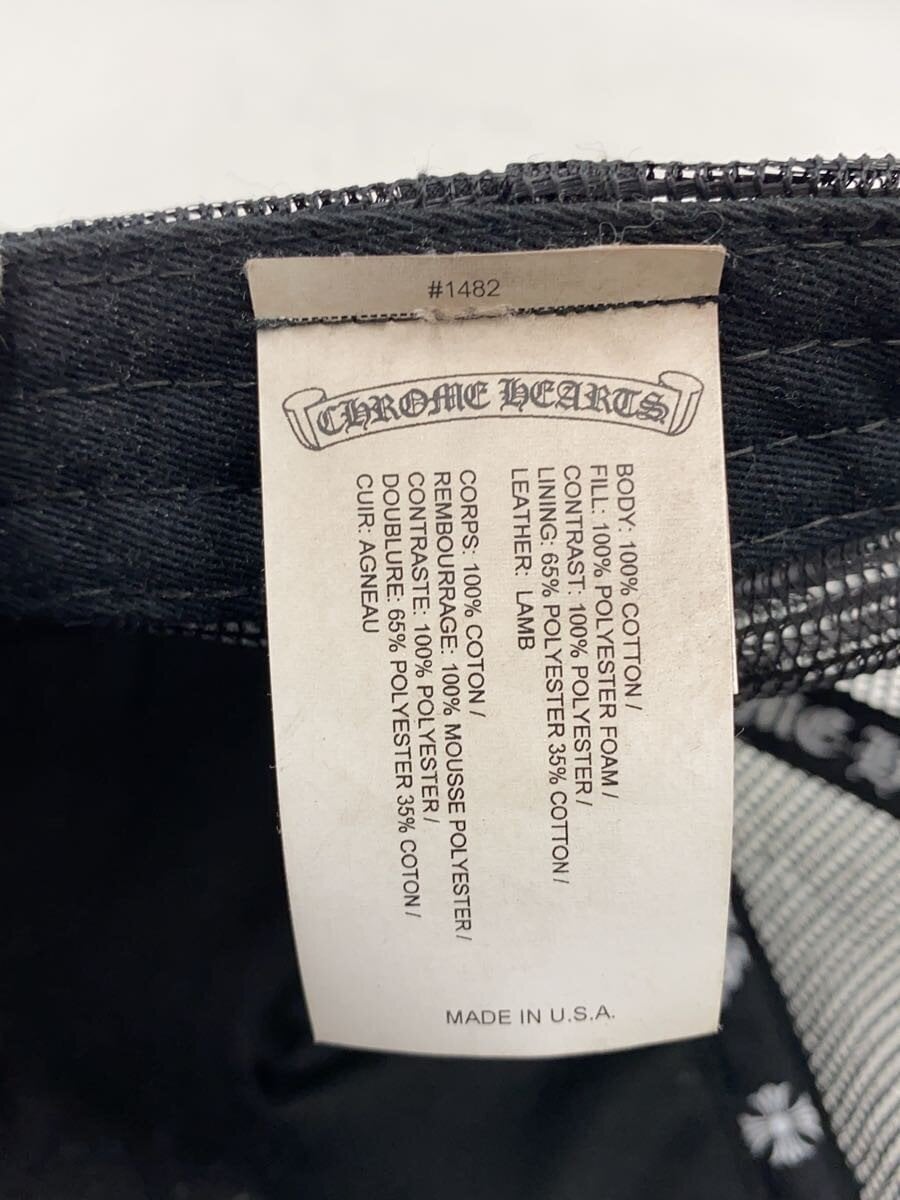 #1482
CHROME HEARTS
BODY: 100% COTTON /
FILL: 100% POLYESTER FOAM /
CONTRAST: 100% POLYESTER /
LINING: 65% POLYESTER 35% COTTON /
LEATHER: LAMB
CORPS: 100% COTON /
REMBOURRAGE: 100% MOUSSE POLYESTER /
CONTRASTE: 100% POLYESTER /
DOUBLURE: 65% POLYESTER 35% COTON /
CUIR: AGNEAU
MADE IN U.S.A.